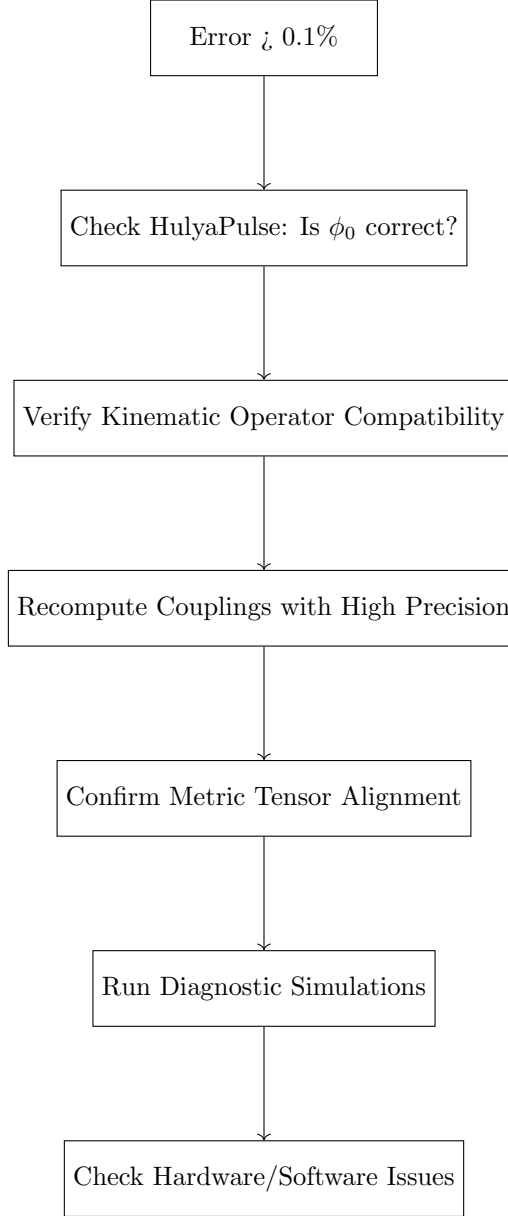 Error ¿ 0.1%
Check HulyaPulse: Is ϕ₀ correct?
Verify Kinematic Operator Compatibility
Recompute Couplings with High Precision
Confirm Metric Tensor Alignment
Run Diagnostic Simulations
Check Hardware/Software Issues